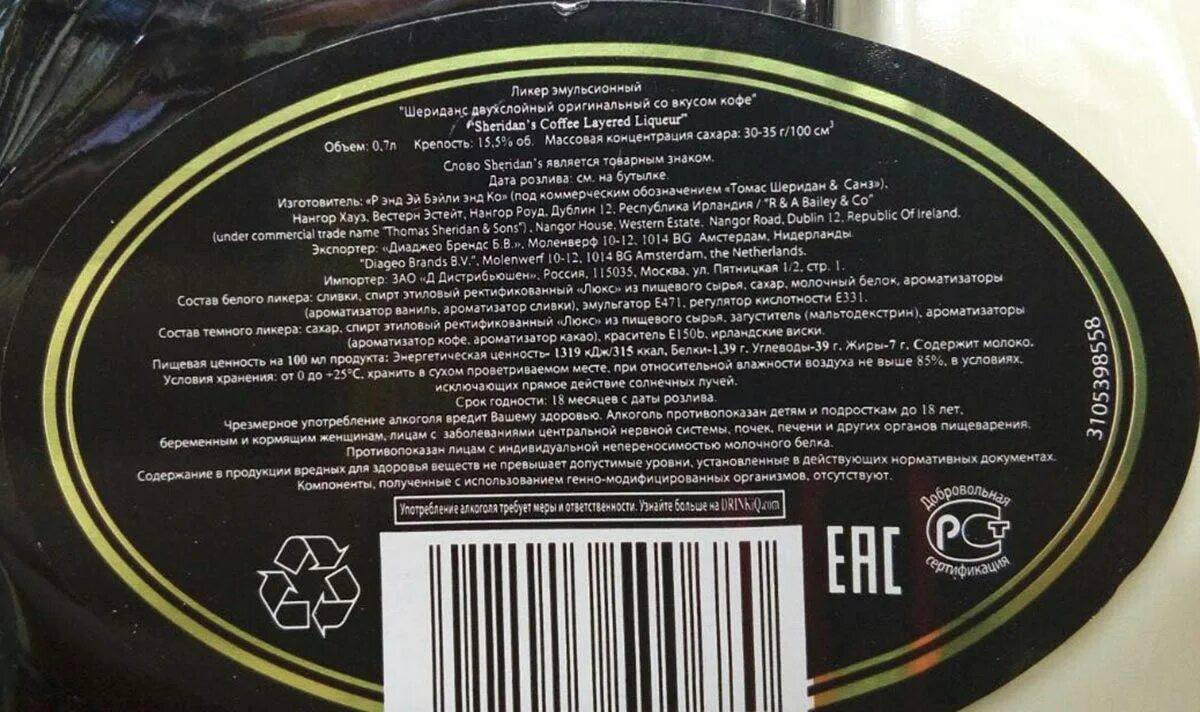 Ликер эмульсионный
"Шериданс двухслойный оригинальный со вкусом кофе"
"Sheridan's Coffee Layered Liqueur"
Объем: 0,7л Крепость: 15,5% об. Массовая концентрация сахара: 30-35 г/100 см³
Слово Sheridan's является товарным знаком.
Дата розлива: см. на бутылке.
Изготовитель: «Р энд Эй Бэйли энд Ко» (под коммерческим обозначением «Томас Шеридан & Санз»),
Нангор Хауз, Вестерн Эстейт, Нангор Роуд, Дублин 12, Республика Ирландия / "R & A Bailey & Co"
(under commercial trade name "Thomas Sheridan & Sons") , Nangor House, Western Estate, Nangor Road, Dublin 12, Republic Of Ireland.
Экспортер: «Диаджео Брендс Б.В.», Моленверф 10-12, 1014 BG Амстердам, Нидерланды.
"Diageo Brands B.V.", Molenwerf 10-12, 1014 BG Amsterdam, the Netherlands.
Импортер: ЗАО «Д Дистрибьюшен», Россия, 115035, Москва, ул. Пятницкая 1/2, стр. 1.
Состав белого ликера: сливки, спирт этиловый ректификованный «Люкс» из пищевого сырья, сахар, молочный белок, ароматизаторы
(ароматизатор ваниль, ароматизатор сливки), эмульгатор Е471, регулятор кислотности Е331.
Состав темного ликера: сахар, спирт этиловый ректификованный «Люкс» из пищевого сырья, загуститель (мальтодекстрин), ароматизаторы
(ароматизатор кофе, ароматизатор какао), краситель Е150b, ирландские виски.
Пищевая ценность на 100 мл продукта: Энергетическая ценность- 1319 кДж/315 ккал, Белки-1,39 г. Углеводы-39 г. Жиры-7 г. Содержит молоко.
Условия хранения: от 0 до +25°С, хранить в сухом проветриваемом месте, при относительной влажности воздуха не выше 85%, в условиях,
исключающих прямое действие солнечных лучей.
Срок годности: 18 месяцев с даты розлива.
Чрезмерное употребление алкоголя вредит Вашему здоровью. Алкоголь противопоказан детям и подросткам до 18 лет,
беременным и кормящим женщинам, лицам с заболеваниями центральной нервной системы, почек, печени и других органов пищеварения.
Противопоказан лицам с индивидуальной непереносимостью молочного белка.
Содержание в продукции вредных для здоровья веществ не превышает допустимые уровни, установленные в действующих нормативных документах.
Компоненты, полученные с использованием генно-модифицированных организмов, отсутствуют.
Употребление алкоголя требует меры и ответственности. Узнайте больше на DRINKiQ.com
3105398558
EAC
Добровольная
РСТ
сертификация